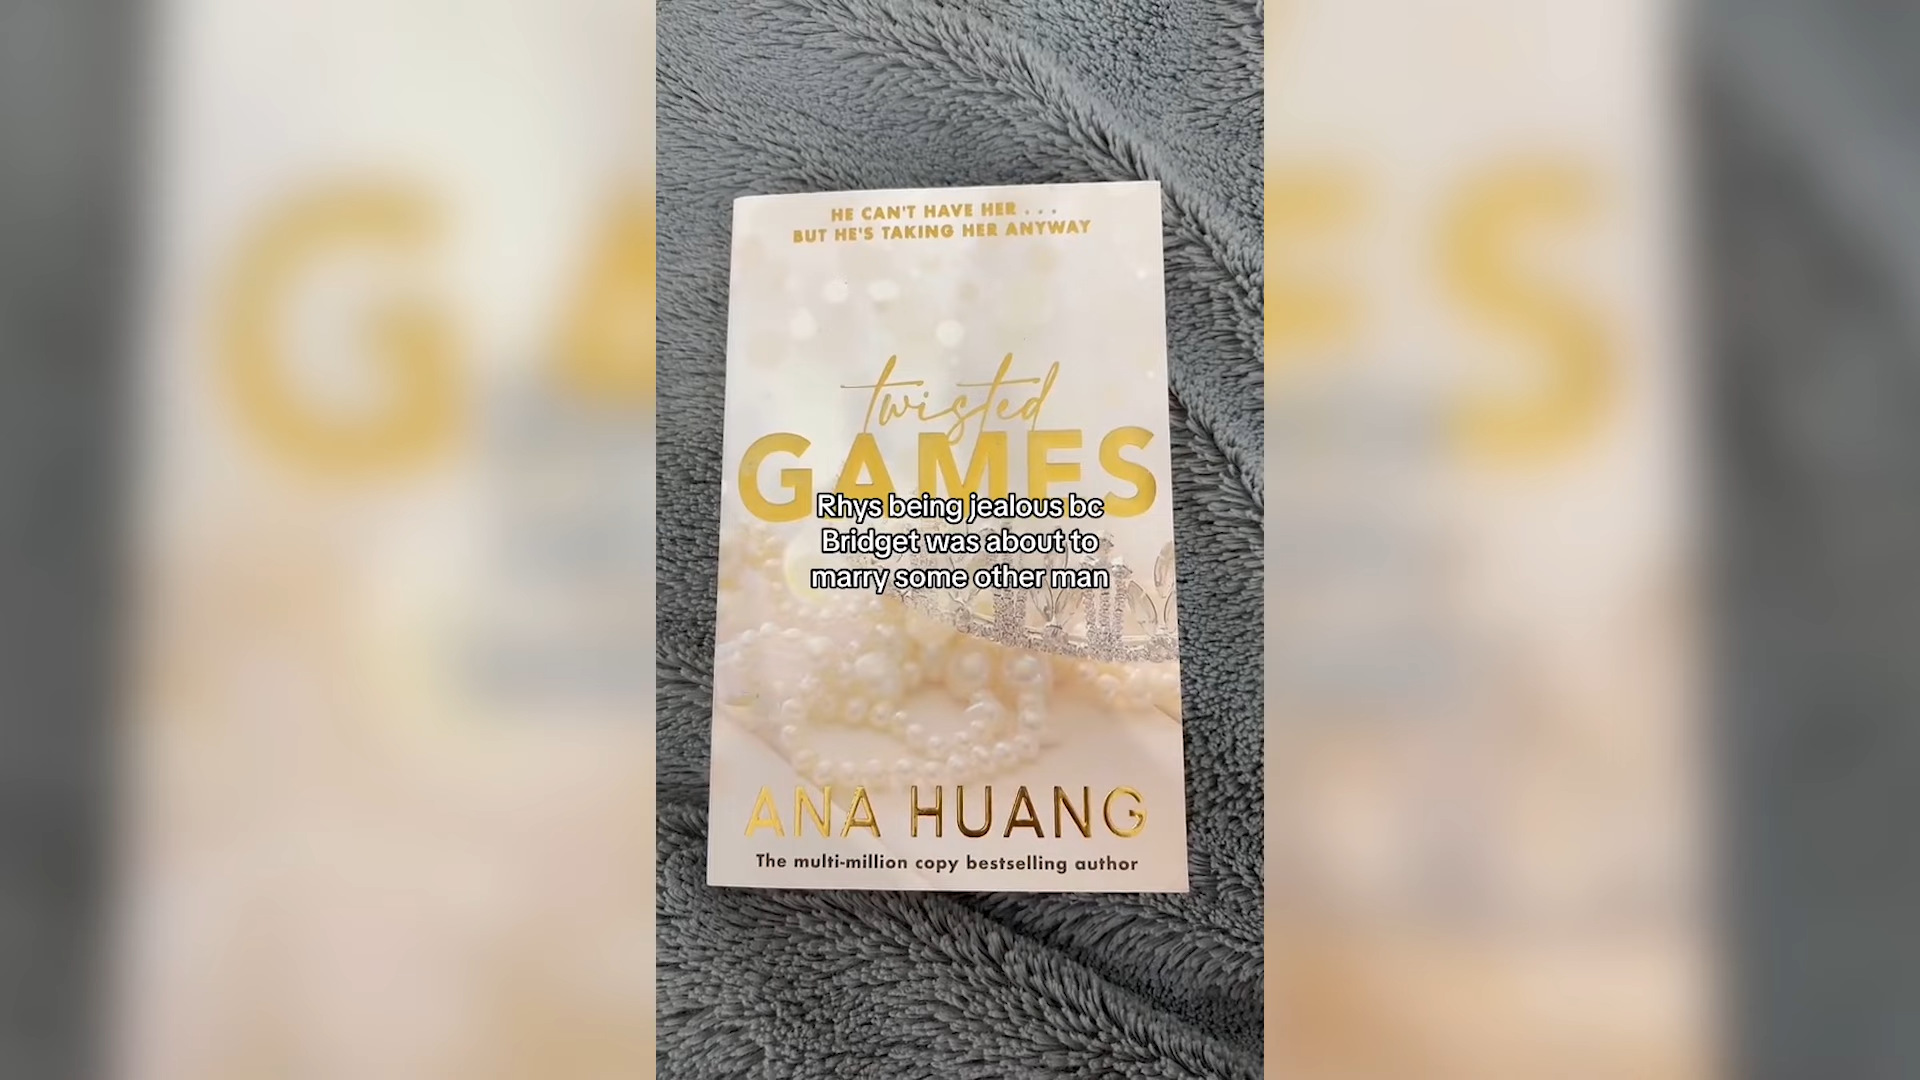 HE CAN'T HAVE HER . . .
BUT HE'S TAKING HER ANYWAY
twisted
GAMES
Rhys being jealous bc
Bridget was about to
marry some other man
ANA HUANG
The multi-million copy bestselling author